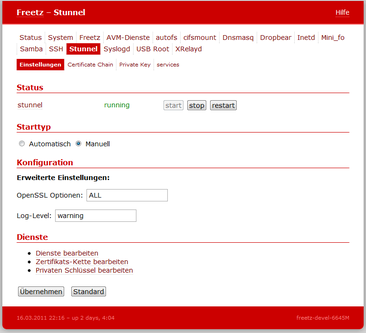 Freetz – Stunnel
Hilfe
Status System Freetz AVM-Dienste autofs cifsmount Dnsmasq Dropbear Inetd Mini_fo
Samba SSH Stunnel Syslogd USB Root XRelayd
Einstellungen Certificate Chain Private Key services
Status
stunnel running start stop restart
Starttyp
Automatisch Manuell
Konfiguration
Erweiterte Einstellungen:
OpenSSL Optionen: ALL
Log-Level: warning
Dienste
Dienste bearbeiten
Zertifikats-Kette bearbeiten
Privaten Schlüssel bearbeiten
Übernehmen Standard
16.03.2011 22:16 – up 2 days, 4:04
freetz-devel-6645M